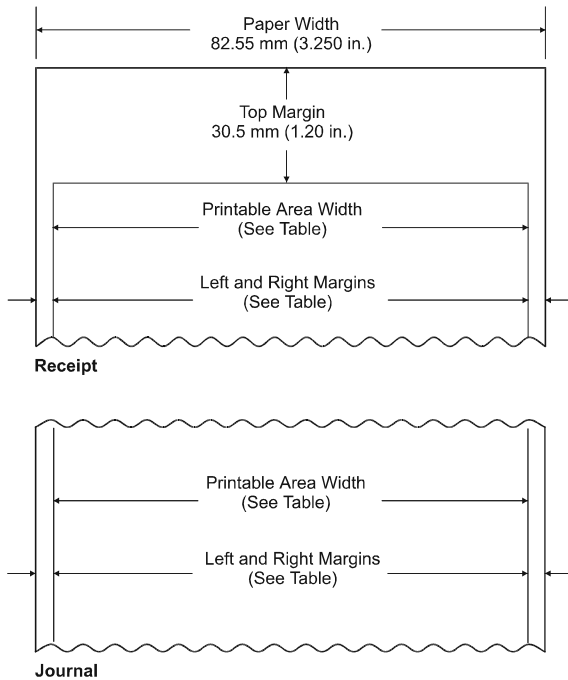 Paper Width
82.55 mm (3.250 in.)
Top Margin
30.5 mm (1.20 in.)
Printable Area Width
(See Table)
Left and Right Margins
(See Table)
Receipt
Printable Area Width
(See Table)
Left and Right Margins
(See Table)
Journal